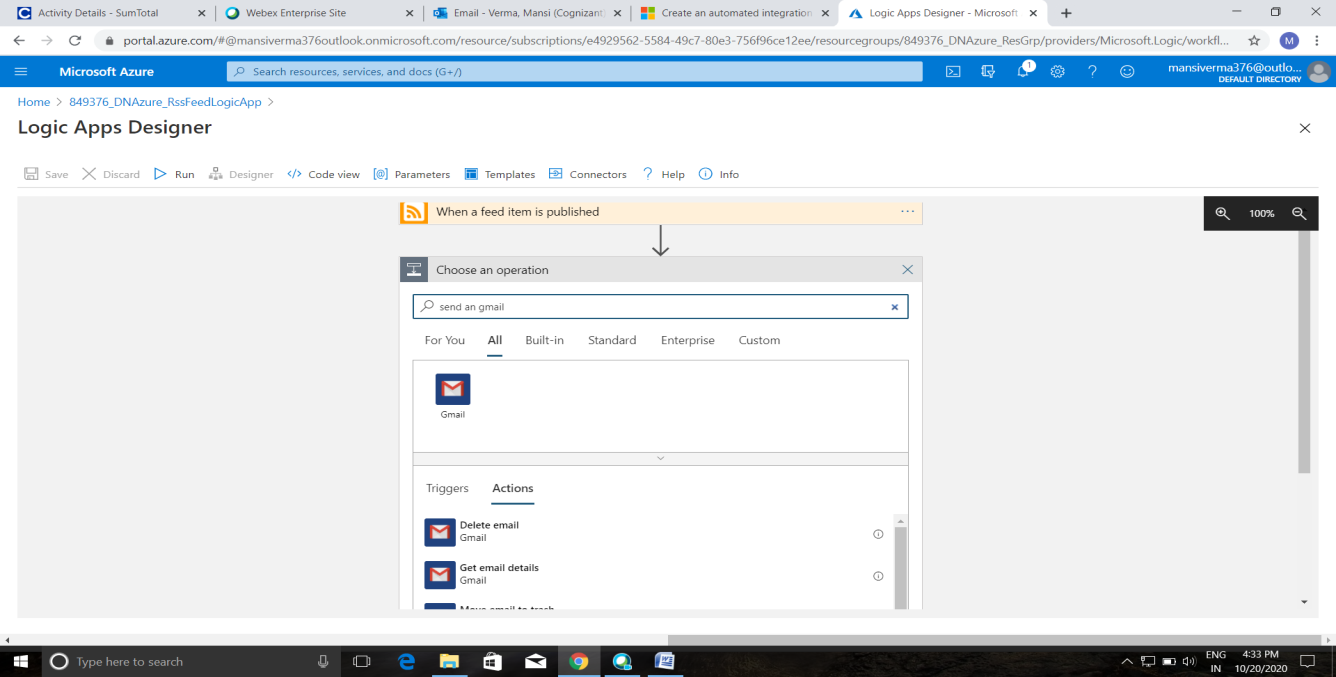 Activity Details - SumTotal
Webex Enterprise Site
Email - Verma, Mansi (Cognizant)
Create an automated integration
Logic Apps Designer - Microsoft
portal.azure.com/#@mansiverma376outlook.onmicrosoft.com/resource/subscriptions/e4929562-5584-49c7-80e3-756f96ce12ee/resourcegroups/849376_DNAzure_ResGrp/providers/Microsoft.Logic/workfl...
M
Microsoft Azure
Search resources, services, and docs (G+/)
1
mansiverma376@outlo...
DEFAULT DIRECTORY
Home > 849376_DNAzure_RssFeedLogicApp >
Logic Apps Designer
Save Discard Run Designer Code view Parameters Templates Connectors Help Info
When a feed item is published
100%
Choose an operation
send an gmail
For You All Built-in Standard Enterprise Custom
Gmail
Triggers Actions
Delete email
Gmail
Get email details
Gmail
Move email to trash
Type here to search
ENG
IN
4:33 PM
10/20/2020